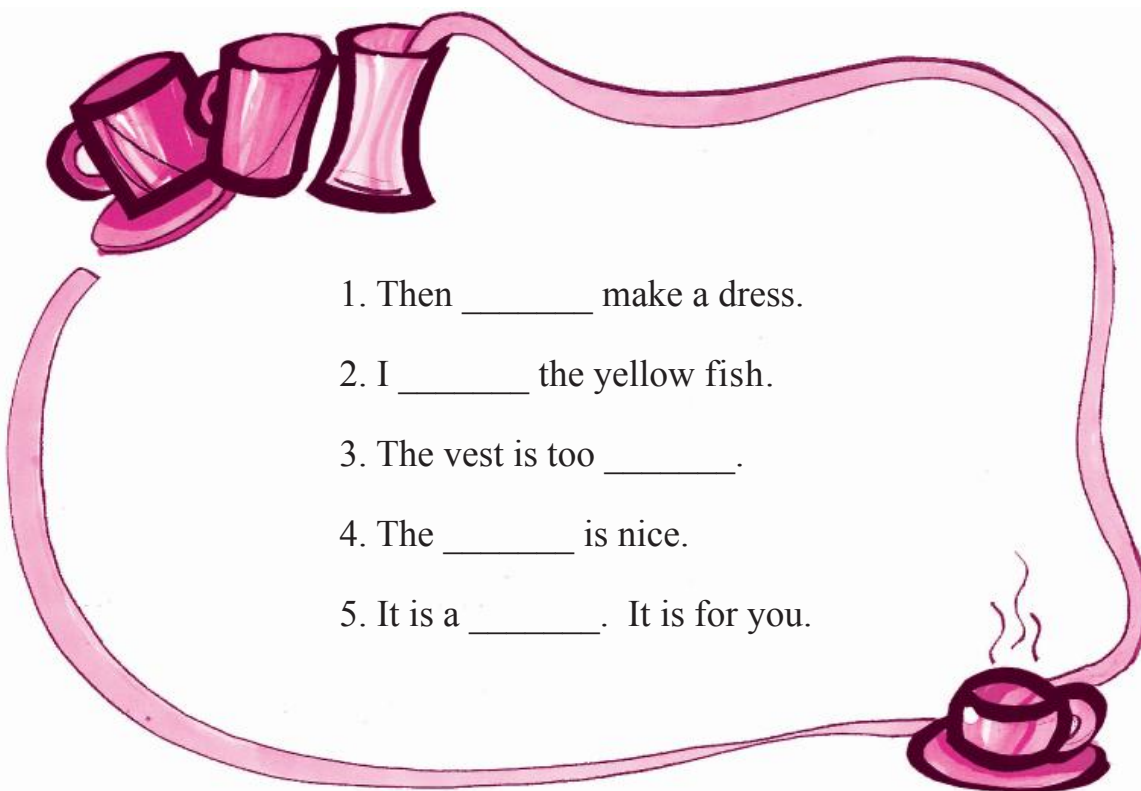 1. Then _______ make a dress.
2. I _______ the yellow fish.
3. The vest is too _______.
4. The _______ is nice.
5. It is a _______.  It is for you.